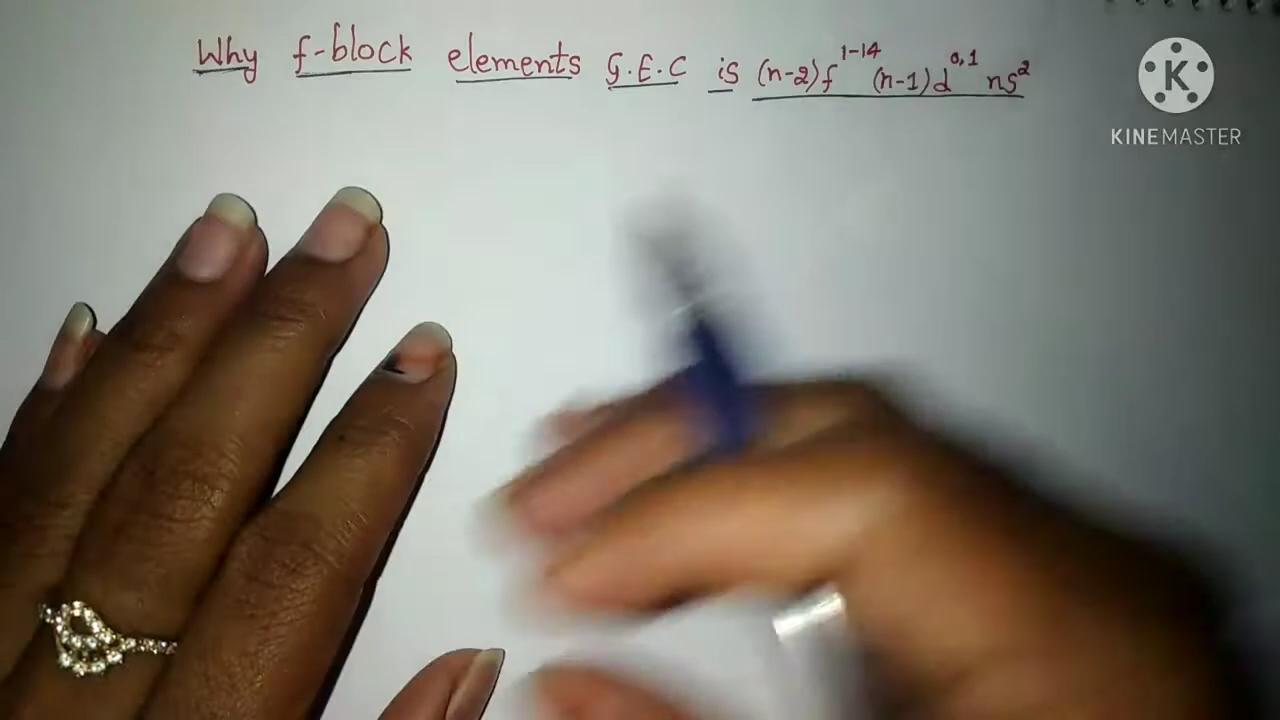 Why f-block elements G.E.C is (n-2)f¹⁻¹⁴ (n-1)d⁰,¹ ns²
K
KINEMASTER